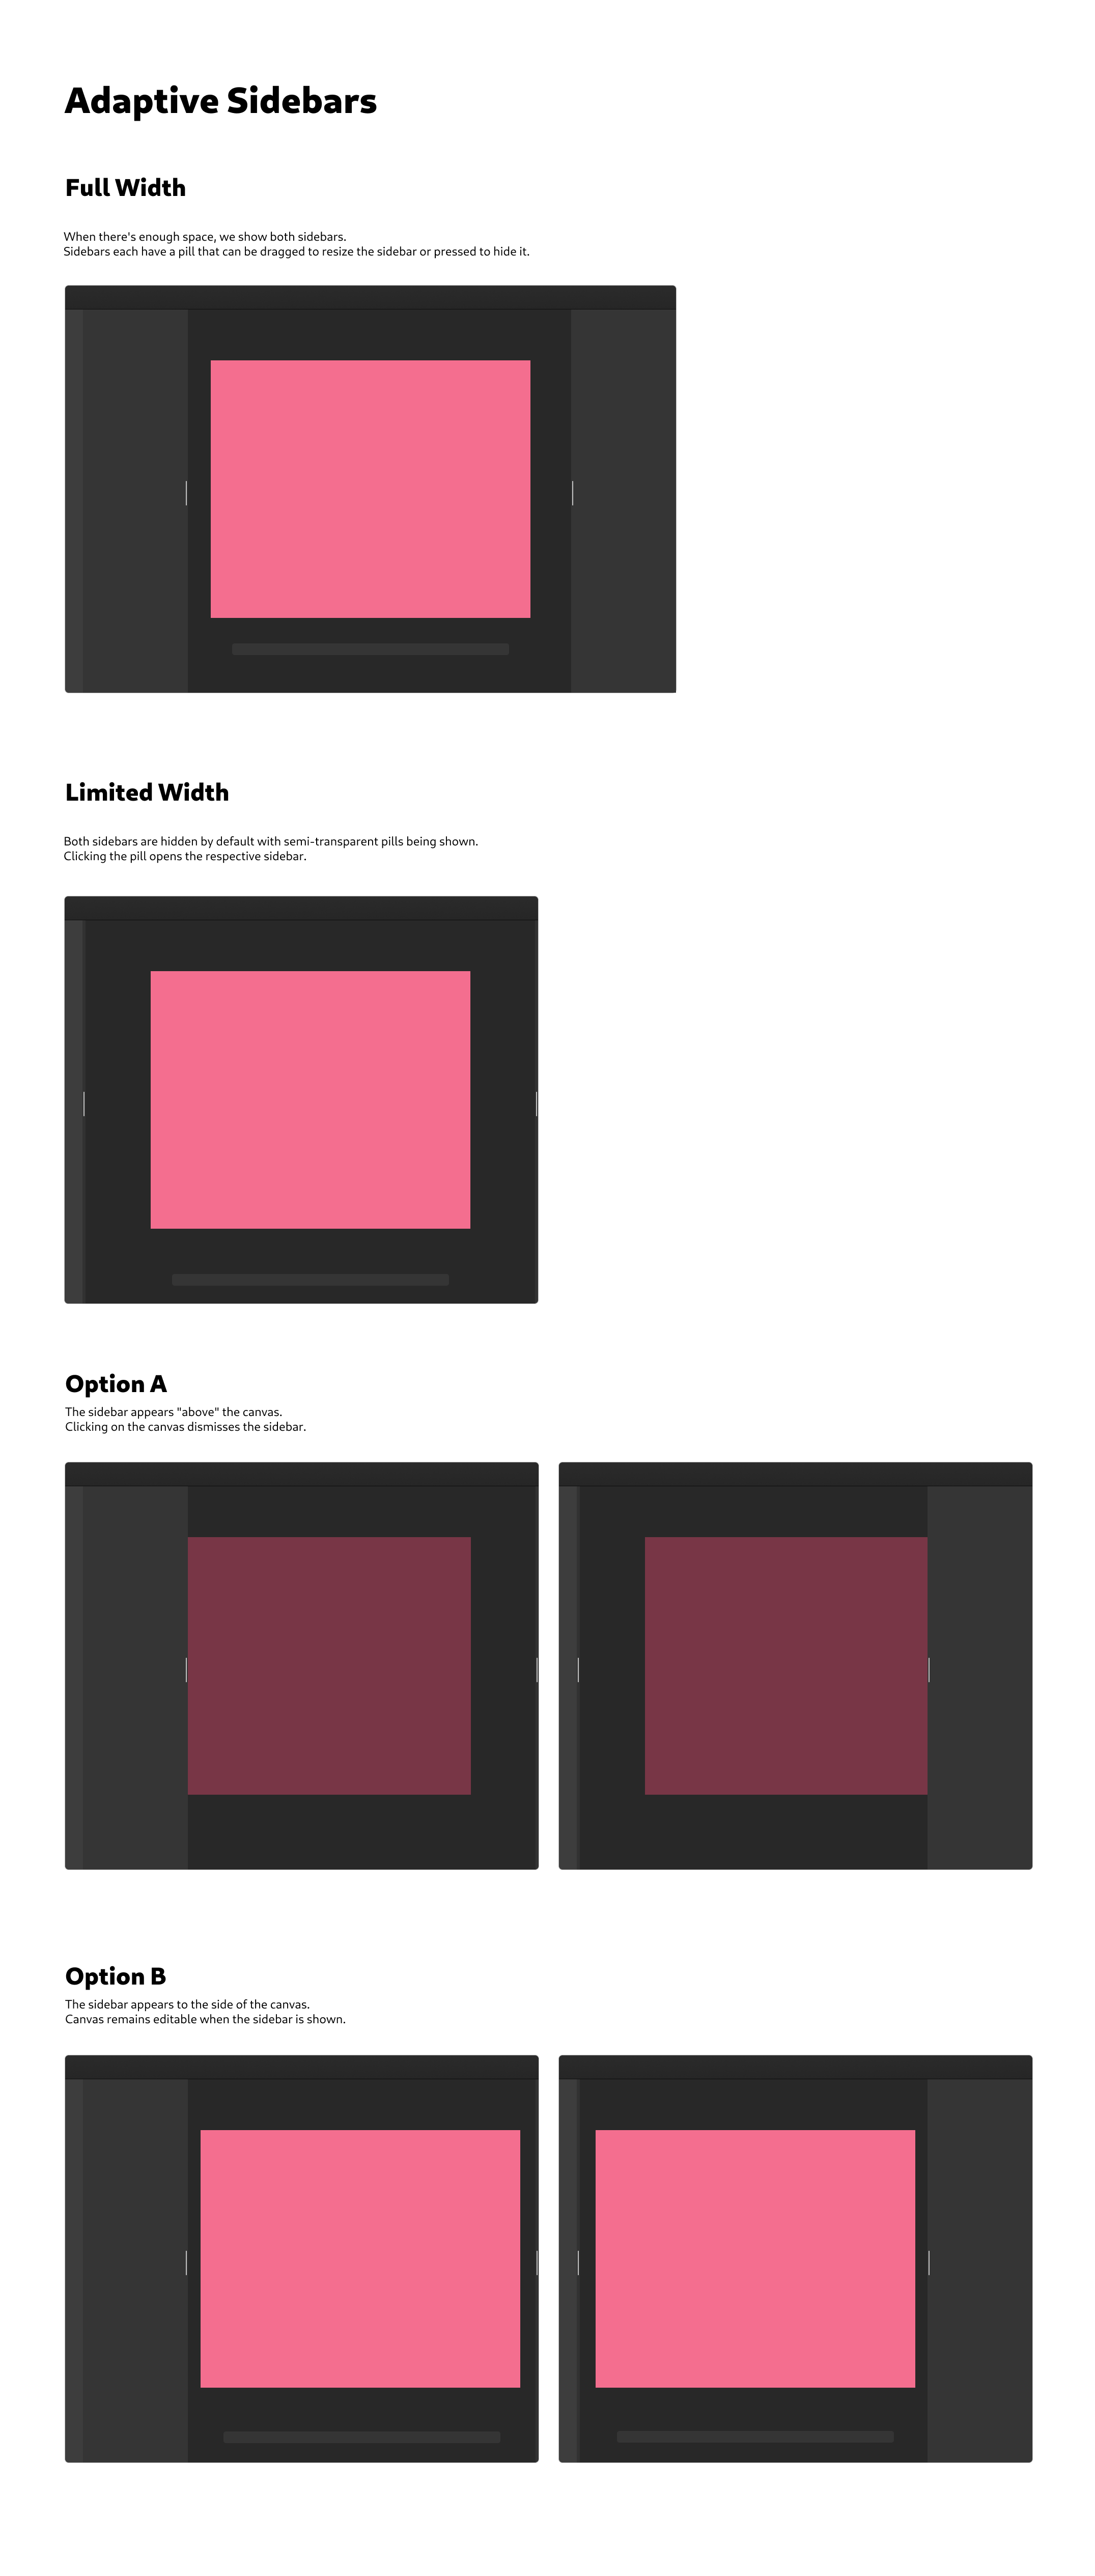 Adaptive Sidebars
Full Width
When there's enough space, we show both sidebars.
Sidebars each have a pill that can be dragged to resize the sidebar or pressed to hide it.
Limited Width
Both sidebars are hidden by default with semi-transparent pills being shown.
Clicking the pill opens the respective sidebar.
Option A
The sidebar appears "above" the canvas.
Clicking on the canvas dismisses the sidebar.
Option B
The sidebar appears to the side of the canvas.
Canvas remains editable when the sidebar is shown.